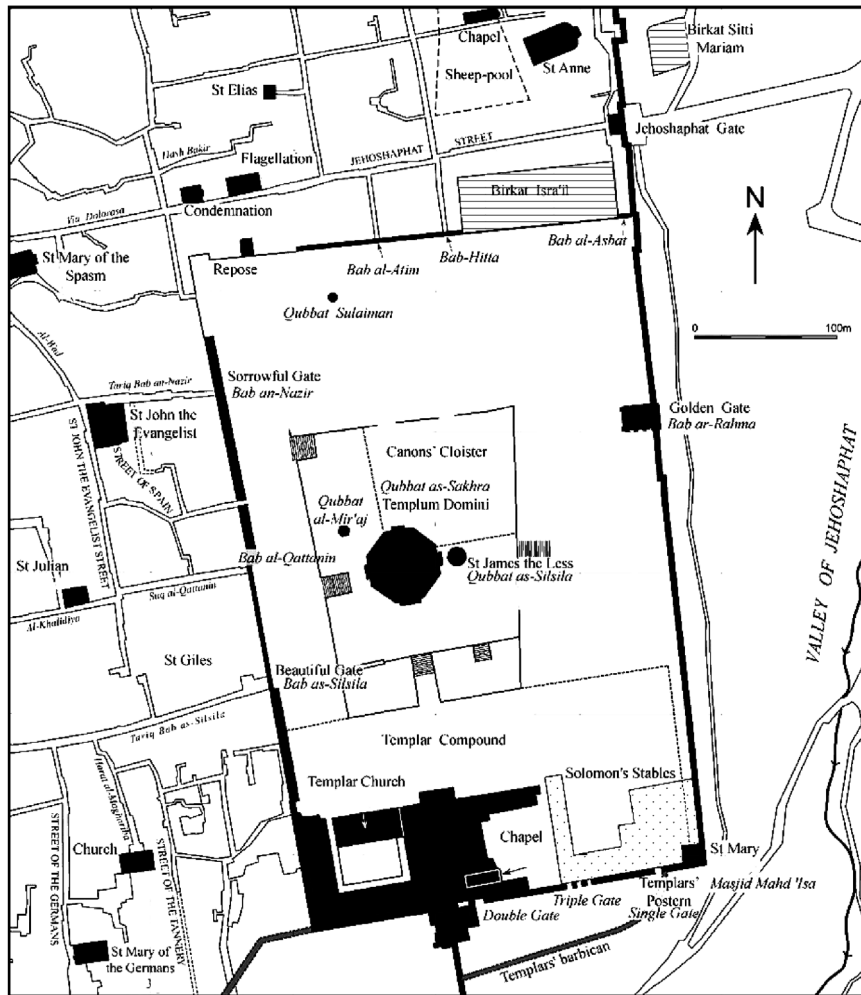 Chapel
Birkat Sitti
Mariam
St Anne
Sheep-pool
St Elias
Jehoshaphat Gate
Hash Bakir
Flagellation
JEHOSHAPHAT
STREET
Birkat Isra'il
Condemnation
Via Dolorosa
N
St Mary of the
Spasm
Repose
Bab al-Atim
Bab-Hitta
Bab al-Asbat
Qubbat Sulaiman
0
100m
Al-Wad
Sorrowful Gate
Bab an-Nazir
Tariq Bab an-Nazir
St John the
Evangelist
Golden Gate
Bab ar-Rahma
Canons' Cloister
ST JOHN THE EVANGELIST STREET
STREET OF SPAIN
Qubbat as-Sakhra
Templum Domini
Qubbat
al-Mir'aj
Bab al-Qattanin
St James the Less
Qubbat as-Silsila
St Julian
Suq al-Qattanin
Al-Khalidiya
VALLEY OF JEHOSHAPHAT
St Giles
Beautiful Gate
Bab as-Silsila
Tariq Bab as-Silsila
Templar Compound
Templar Church
Solomon's Stables
Harat al-Maghariba
STREET OF THE GERMANS
STREET OF THE TANNERY
Church
Chapel
St Mary
Masjid Mahd 'Isa
Templars'
Postern
Single Gate
Triple Gate
Double Gate
St Mary
of the Germans
3
Templars' barbican